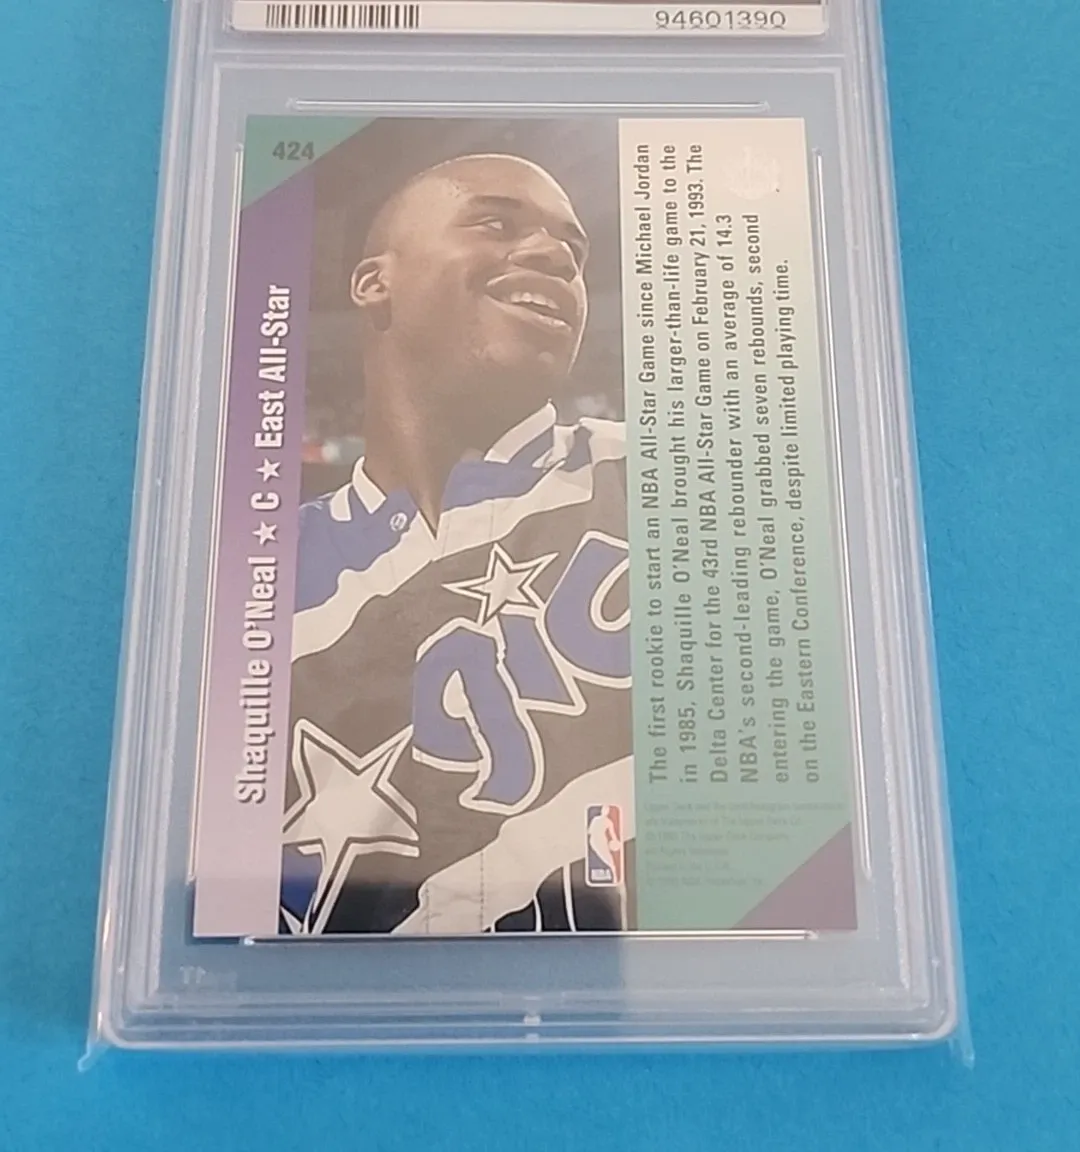 94601390
424
Shaquille O'Neal ★ C ★ East All-Star
The first rookie to start an NBA All-Star Game since Michael Jordan
in 1985, Shaquille O'Neal brought his larger-than-life game to the
Delta Center for the 43rd NBA All-Star Game on February 21, 1993. The
NBA's second-leading rebounder with an average of 14.3
entering the game, O'Neal grabbed seven rebounds, second
on the Eastern Conference, despite limited playing time.
gic
NBA